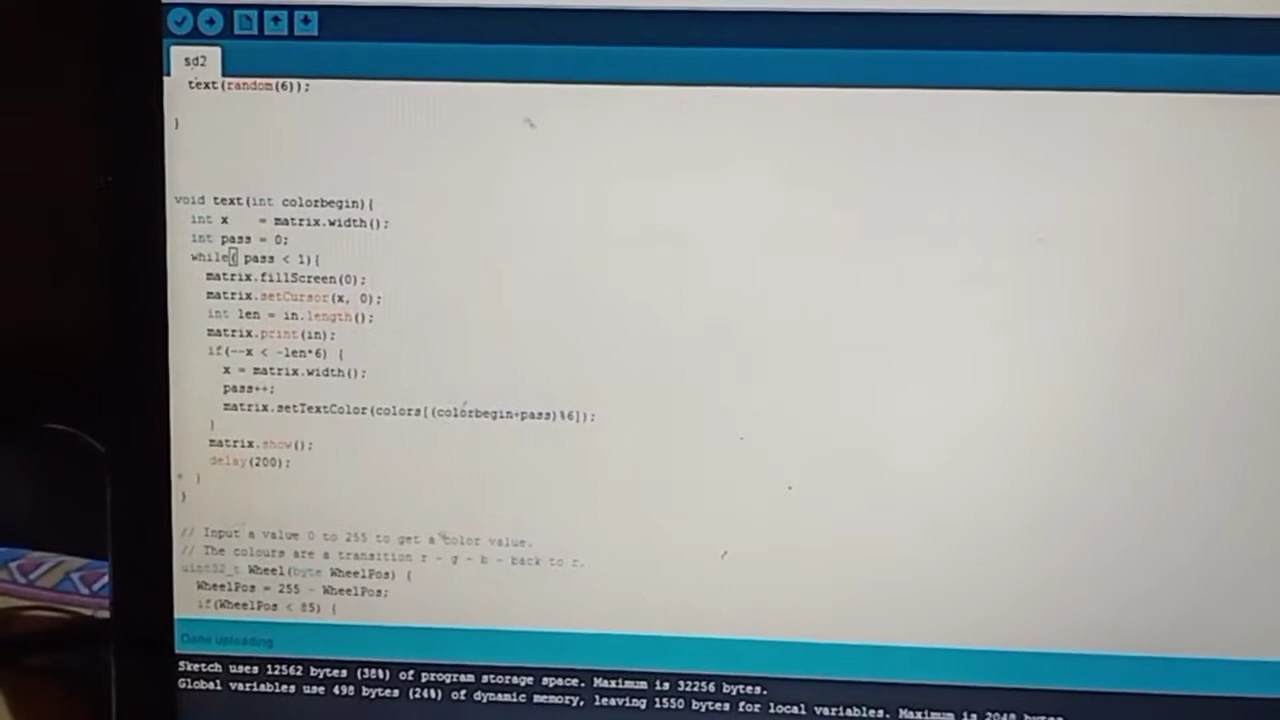 sd2
text(random(6));
}
void text(int colorbegin){
int x = matrix.width();
int pass = 0;
while( pass < 1){
matrix.fillScreen(0);
matrix.setCursor(x, 0);
int len = in.length();
matrix.print(in);
if(--x < -len*6) {
x = matrix.width();
pass++;
matrix.setTextColor(colors[(colorbegin+pass)%6]);
}
matrix.show();
delay(200);
}
}
// Input a value 0 to 255 to get a color value.
// The colours are a transition r - g - b - back to r.
uint32_t Wheel(byte WheelPos) {
WheelPos = 255 - WheelPos;
if(WheelPos < 85) {
Done uploading
Sketch uses 12562 bytes (38%) of program storage space. Maximum is 32256 bytes.
Global variables use 498 bytes (24%) of dynamic memory, leaving 1550 bytes for local variables. Maximum is 2048 bytes